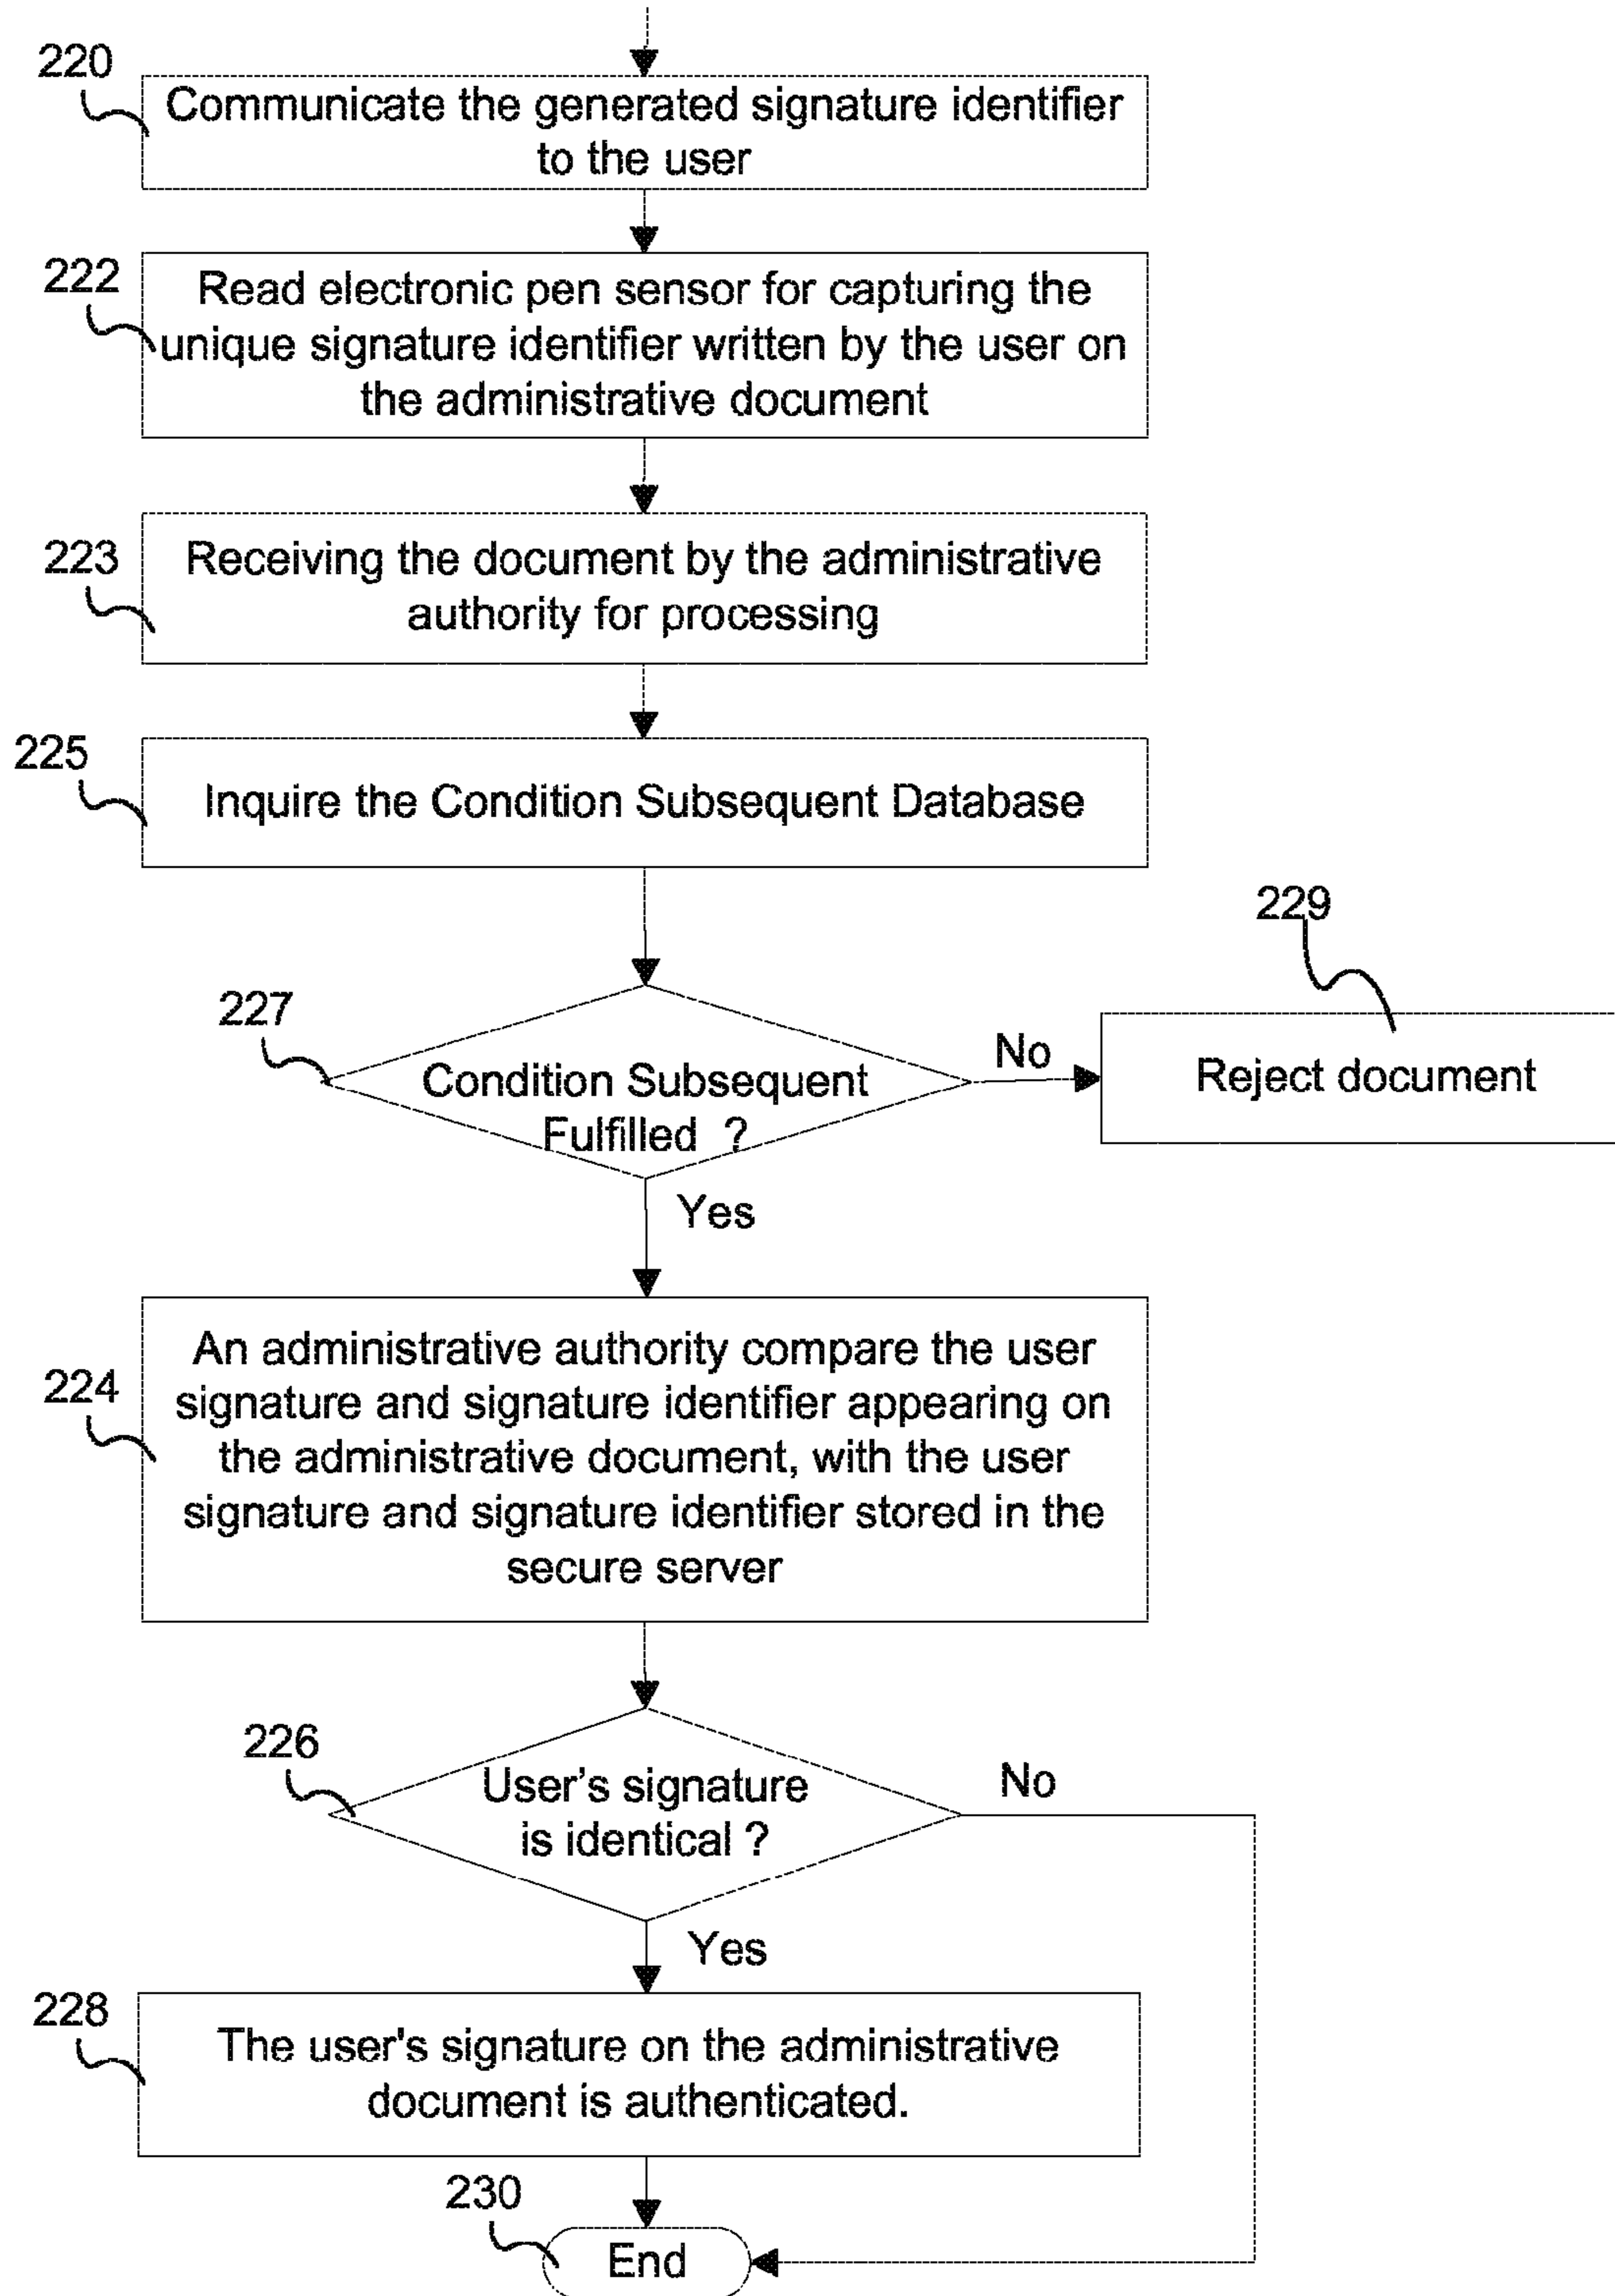 220
Communicate the generated signature identifier
to the user
222
Read electronic pen sensor for capturing the
unique signature identifier written by the user on
the administrative document
223
Receiving the document by the administrative
authority for processing
225
Inquire the Condition Subsequent Database
229
227
Condition Subsequent
Fulfilled ?
No
Reject document
Yes
224
An administrative authority compare the user
signature and signature identifier appearing on
the administrative document, with the user
signature and signature identifier stored in the
secure server
226
User's signature
is identical ?
No
Yes
228
The user's signature on the administrative
document is authenticated.
230
End